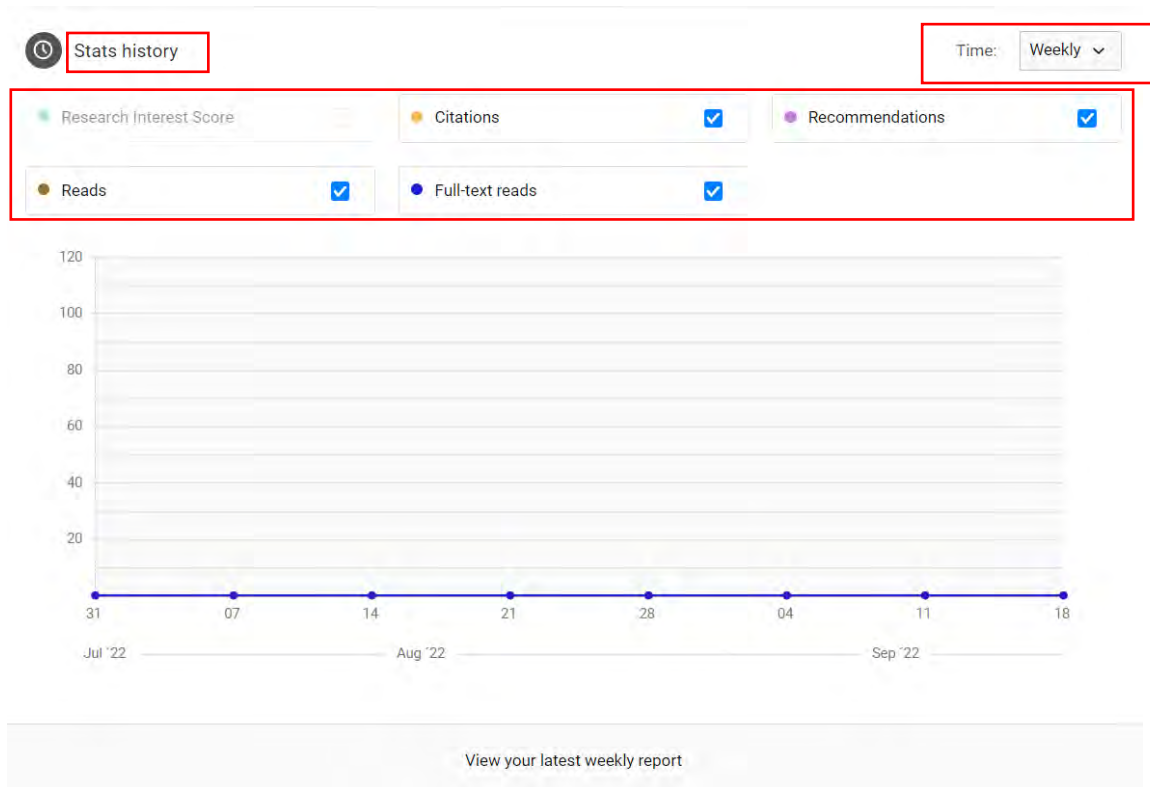 Stats history
Time: Weekly
Research Interest Score Citations Recommendations
Reads Full-text reads
120
100
80
60
40
20
31 07 14 21 28 04 11 18
Jul '22 Aug '22 Sep '22
View your latest weekly report